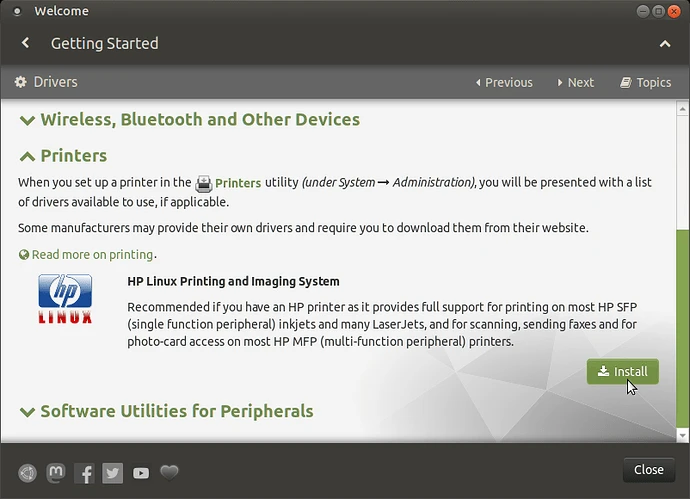 Welcome
Getting Started
Drivers
Previous
Next
Topics
Wireless, Bluetooth and Other Devices
Printers
When you set up a printer in the Printers utility (under System → Administration), you will be presented with a list
of drivers available to use, if applicable.
Some manufacturers may provide their own drivers and require you to download them from their website.
Read more on printing.
hp
LINUX
HP Linux Printing and Imaging System
Recommended if you have an HP printer as it provides full support for printing on most HP SFP
(single function peripheral) inkjets and many LaserJets, and for scanning, sending faxes and for
photo-card access on most HP MFP (multi-function peripheral) printers.
Install
Software Utilities for Peripherals
Close